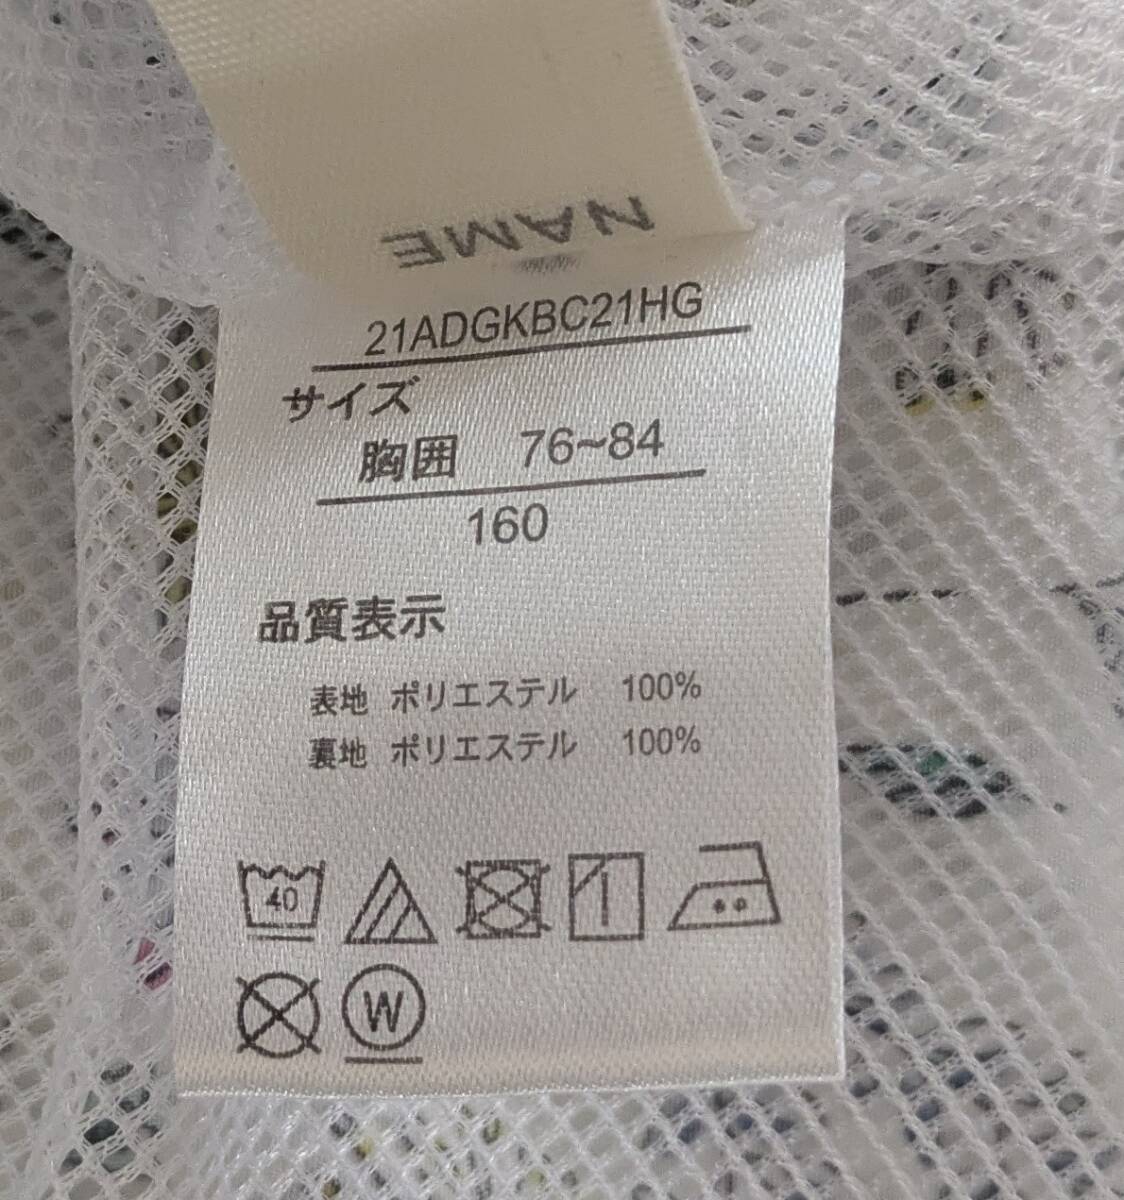 NAME
21ADGKBC21HG
サイズ
胸囲 76~84
160
品質表示
表地 ポリエステル 100%
裏地 ポリエステル 100%
40
W